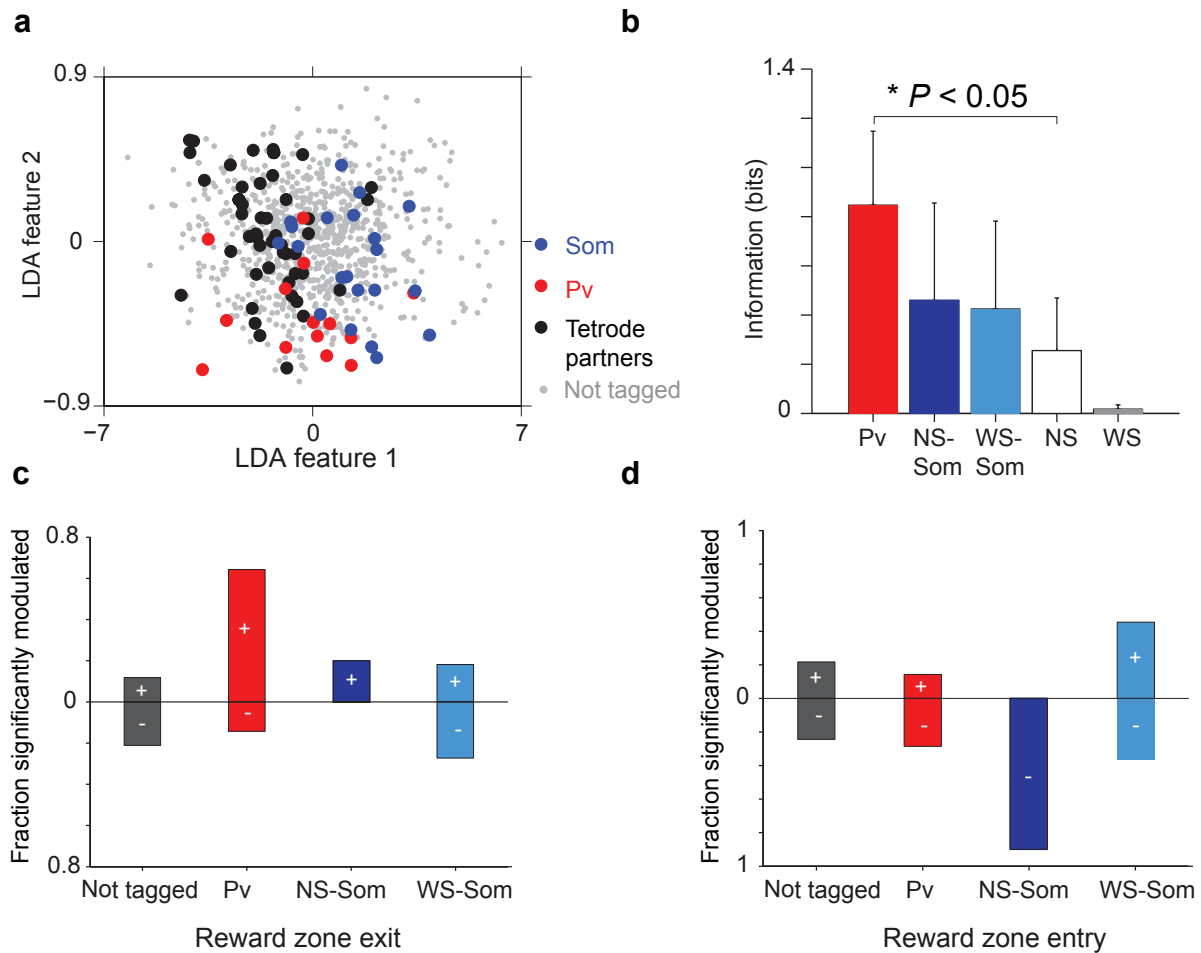 a
0.9
LDA feature 2
0
−0.9
−7
0
7
LDA feature 1
Som
Pv
Tetrode
partners
Not tagged
b
1.4
* P < 0.05
Information (bits)
0
Pv
NS-
Som
WS-
Som
NS
WS
c
0.8
Fraction significantly modulated
0
0.8
+
-
+
-
+
+
-
Not tagged
Pv
NS-Som
WS-Som
Reward zone exit
d
1
Fraction significantly modulated
0
1
+
-
+
-
-
+
-
Not tagged
Pv
NS-Som
WS-Som
Reward zone entry